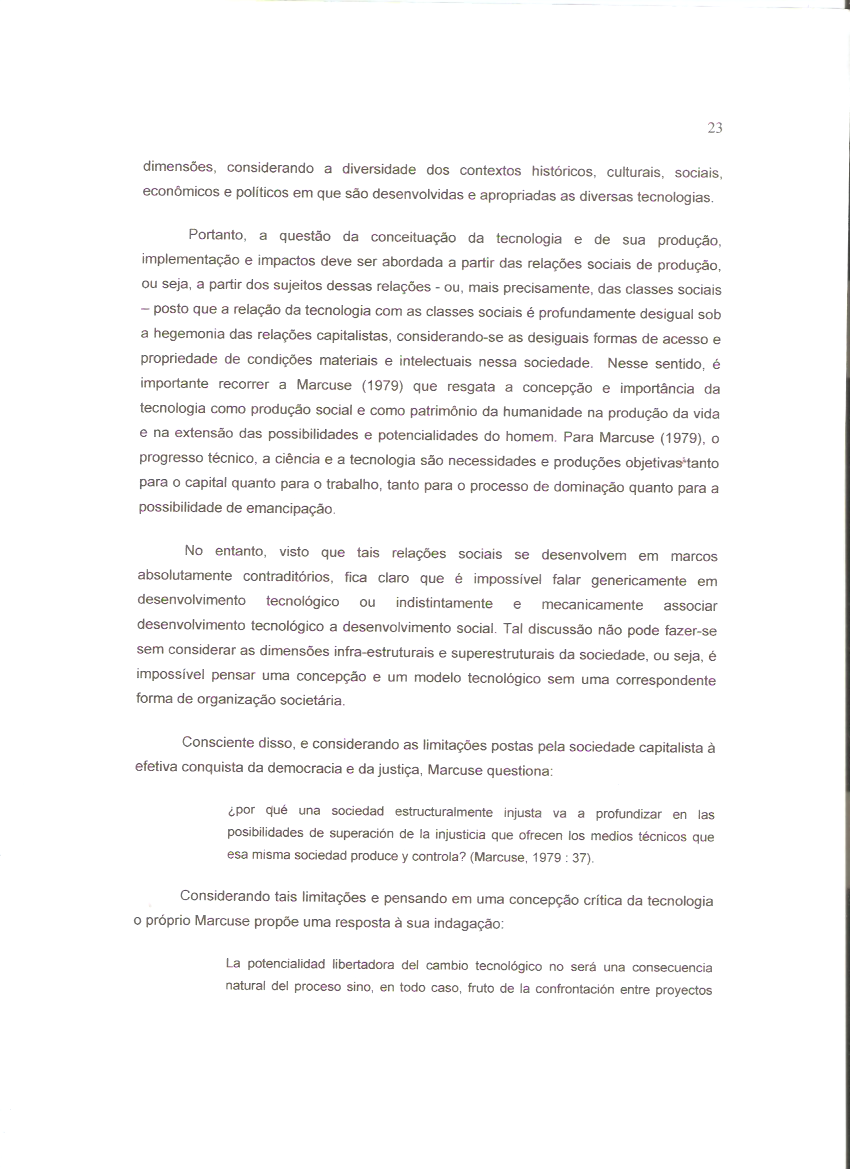 23
dimensões, considerando a diversidade dos contextos históricos, culturais, sociais,
econômicos e políticos em que são desenvolvidas e apropriadas as diversas tecnologias.
Portanto, a questão da conceituação da tecnologia e de sua produção,
implementação e impactos deve ser abordada a partir das relações sociais de produção,
ou seja, a partir dos sujeitos dessas relações - ou, mais precisamente, das classes sociais
– posto que a relação da tecnologia com as classes sociais é profundamente desigual sob
a hegemonia das relações capitalistas, considerando-se as desiguais formas de acesso e
propriedade de condições materiais e intelectuais nessa sociedade. Nesse sentido, é
importante recorrer a Marcuse (1979) que resgata a concepção e importância da
tecnologia como produção social e como patrimônio da humanidade na produção da vida
e na extensão das possibilidades e potencialidades do homem. Para Marcuse (1979), o
progresso técnico, a ciência e a tecnologia são necessidades e produções objetivas tanto
para o capital quanto para o trabalho, tanto para o processo de dominação quanto para a
possibilidade de emancipação.
No entanto, visto que tais relações sociais se desenvolvem em marcos
absolutamente contraditórios, fica claro que é impossível falar genericamente em
desenvolvimento tecnológico ou indistintamente e mecanicamente associar
desenvolvimento tecnológico a desenvolvimento social. Tal discussão não pode fazer-se
sem considerar as dimensões infra-estruturais e superestruturais da sociedade, ou seja, é
impossível pensar uma concepção e um modelo tecnológico sem uma correspondente
forma de organização societária.
Consciente disso, e considerando as limitações postas pela sociedade capitalista à
efetiva conquista da democracia e da justiça, Marcuse questiona:
¿por qué una sociedad estructuralmente injusta va a profundizar en las
posibilidades de superación de la injusticia que ofrecen los medios técnicos que
esa misma sociedad produce y controla? (Marcuse, 1979 : 37).
Considerando tais limitações e pensando em uma concepção crítica da tecnologia
o próprio Marcuse propõe uma resposta à sua indagação:
La potencialidad libertadora del cambio tecnológico no será una consecuencia
natural del proceso sino, en todo caso, fruto de la confrontación entre proyectos